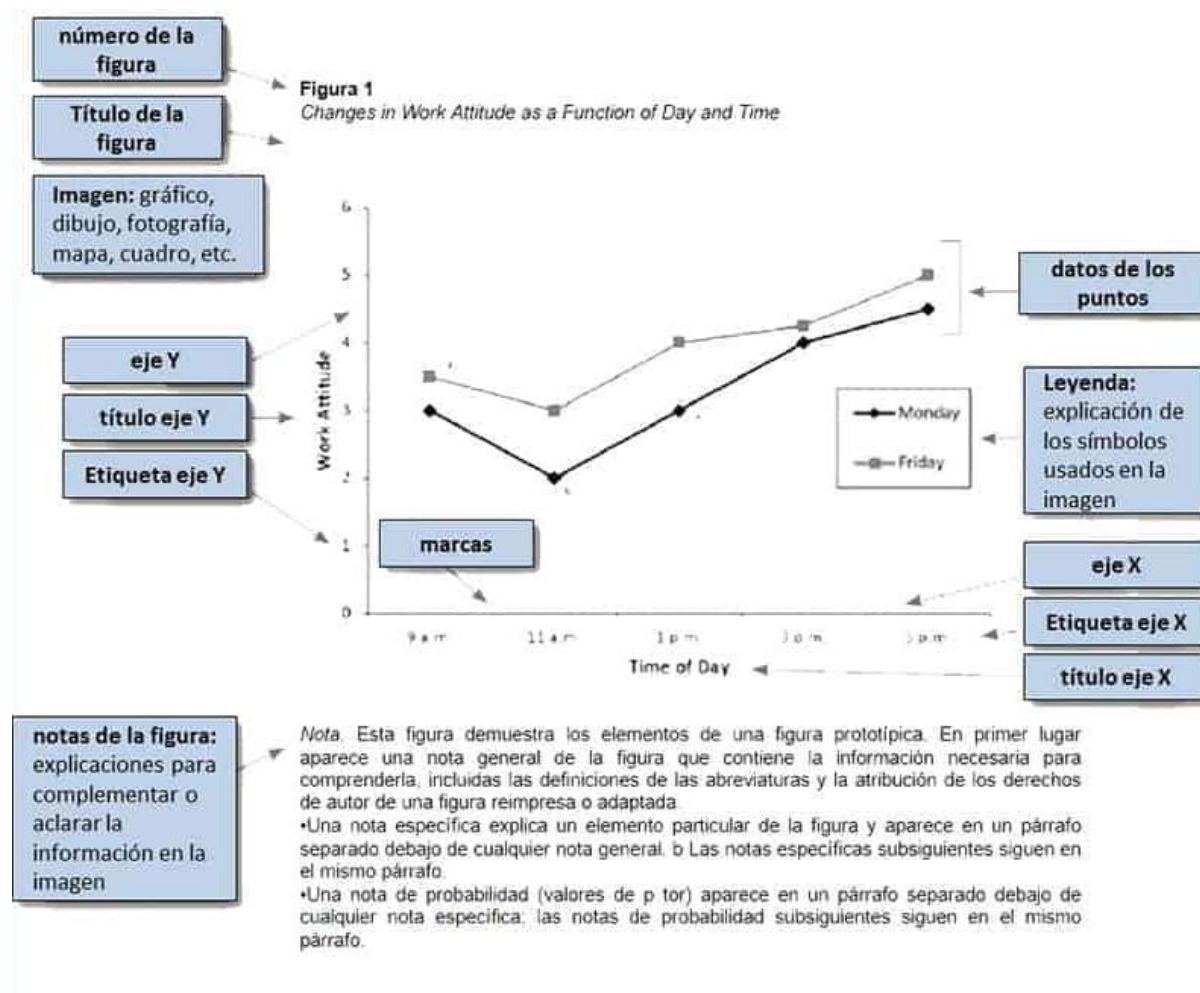 número de la
figura
Figura 1
Título de la
figura
Changes in Work Attitude as a Function of Day and Time
Imagen: gráfico,
dibujo, fotografía,
mapa, cuadro, etc.
6
5
4
3
2
1
0
Work Attitude
eje Y
título eje Y
Etiqueta eje Y
marcas
datos de los
puntos
Monday
Friday
Leyenda:
explicación de
los símbolos
usados en la
imagen
eje X
Etiqueta eje X
título eje X
9 a.m. 11 a.m. 1 p.m. 3 p.m. p.m.
Time of Day
notas de la figura:
explicaciones para
complementar o
aclarar la
información en la
imagen
Nota. Esta figura demuestra los elementos de una figura prototípica. En primer lugar
aparece una nota general de la figura que contiene la información necesaria para
comprenderla, incluidas las definiciones de las abreviaturas y la atribución de los derechos
de autor de una figura reimpresa o adaptada.
•Una nota específica explica un elemento particular de la figura y aparece en un párrafo
separado debajo de cualquier nota general. b Las notas específicas subsiguientes siguen en
el mismo párrafo.
•Una nota de probabilidad (valores de p tor) aparece en un párrafo separado debajo de
cualquier nota específica; las notas de probabilidad subsiguientes siguen en el mismo
párrafo.